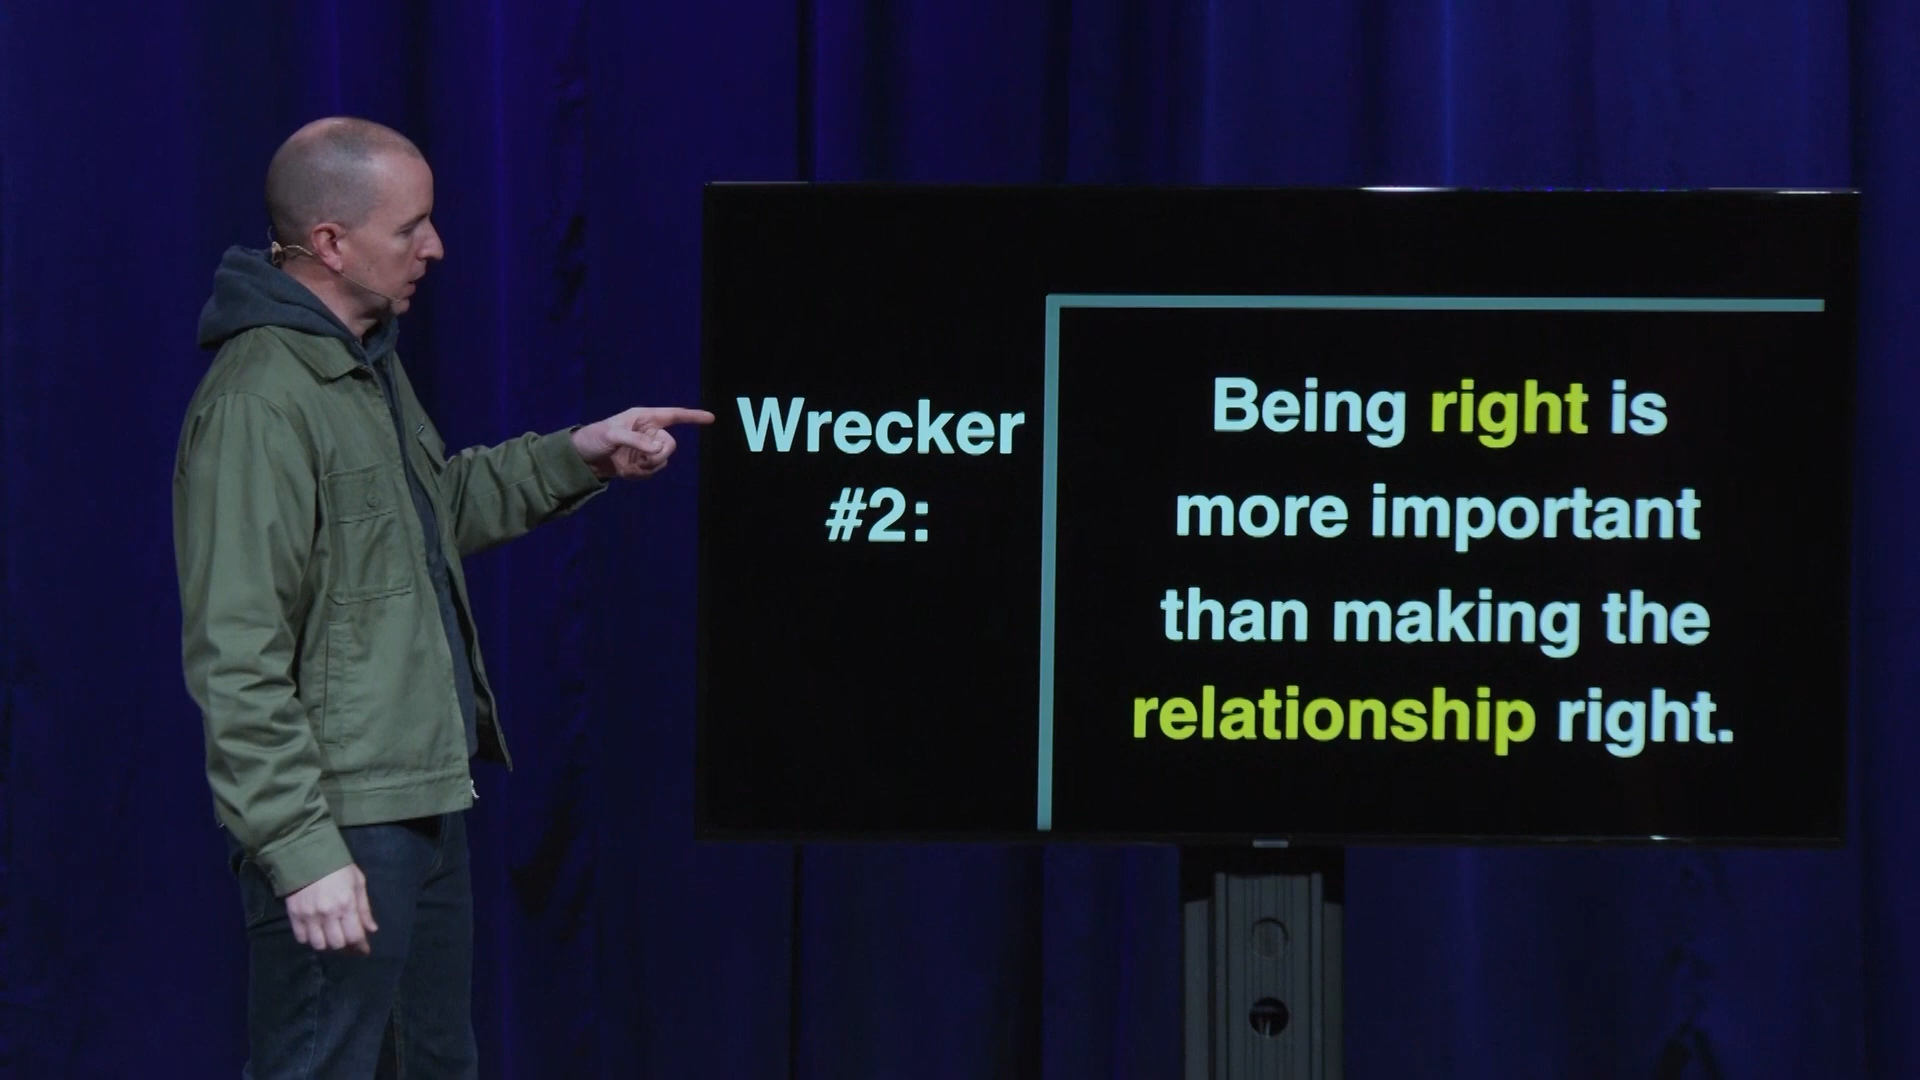 Wrecker
#2:
Being right is
more important
than making the
relationship right.